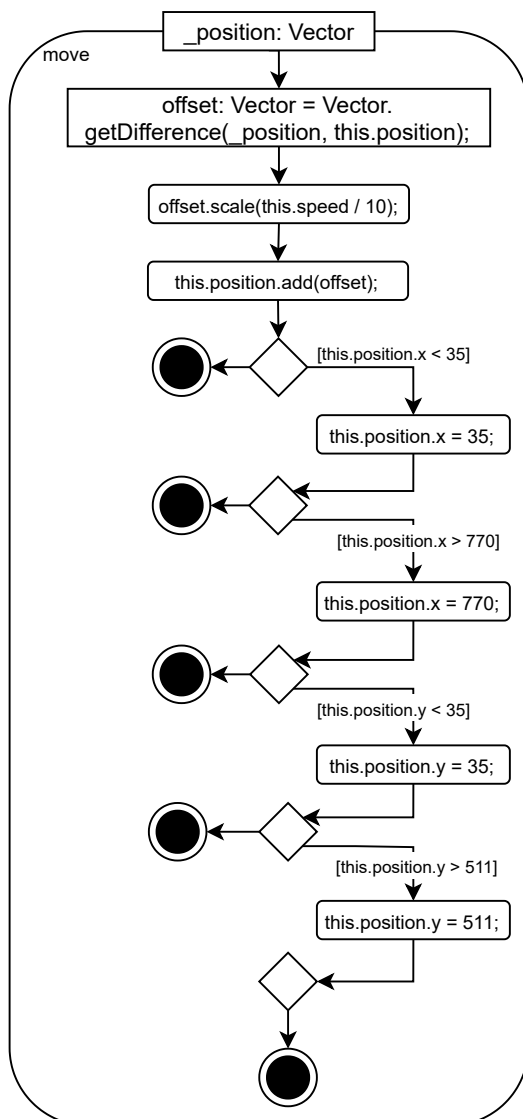 _position: Vector
move
offset: Vector = Vector.
getDifference(_position, this.position);
offset.scale(this.speed / 10);
this.position.add(offset);
[this.position.x < 35]
this.position.x = 35;
[this.position.x > 770]
this.position.x = 770;
[this.position.y < 35]
this.position.y = 35;
[this.position.y > 511]
this.position.y = 511;